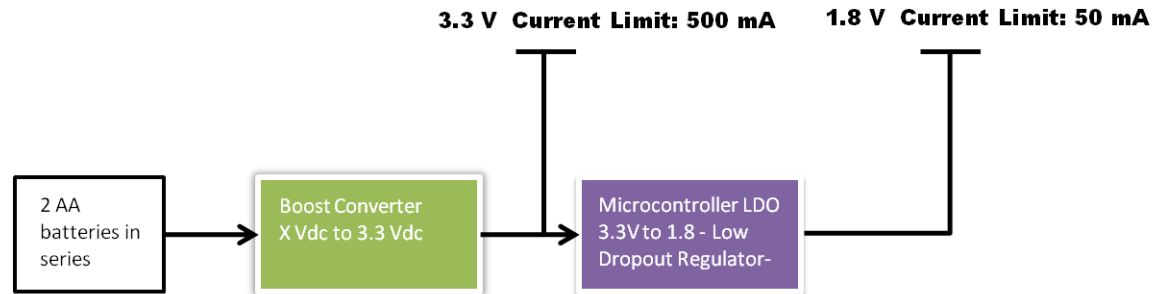 3.3 V  Current Limit: 500 mA
1.8 V  Current Limit: 50 mA
2 AA
batteries in
series
Boost Converter
X Vdc to 3.3 Vdc
Microcontroller LDO
3.3V to 1.8 - Low
Dropout Regulator-